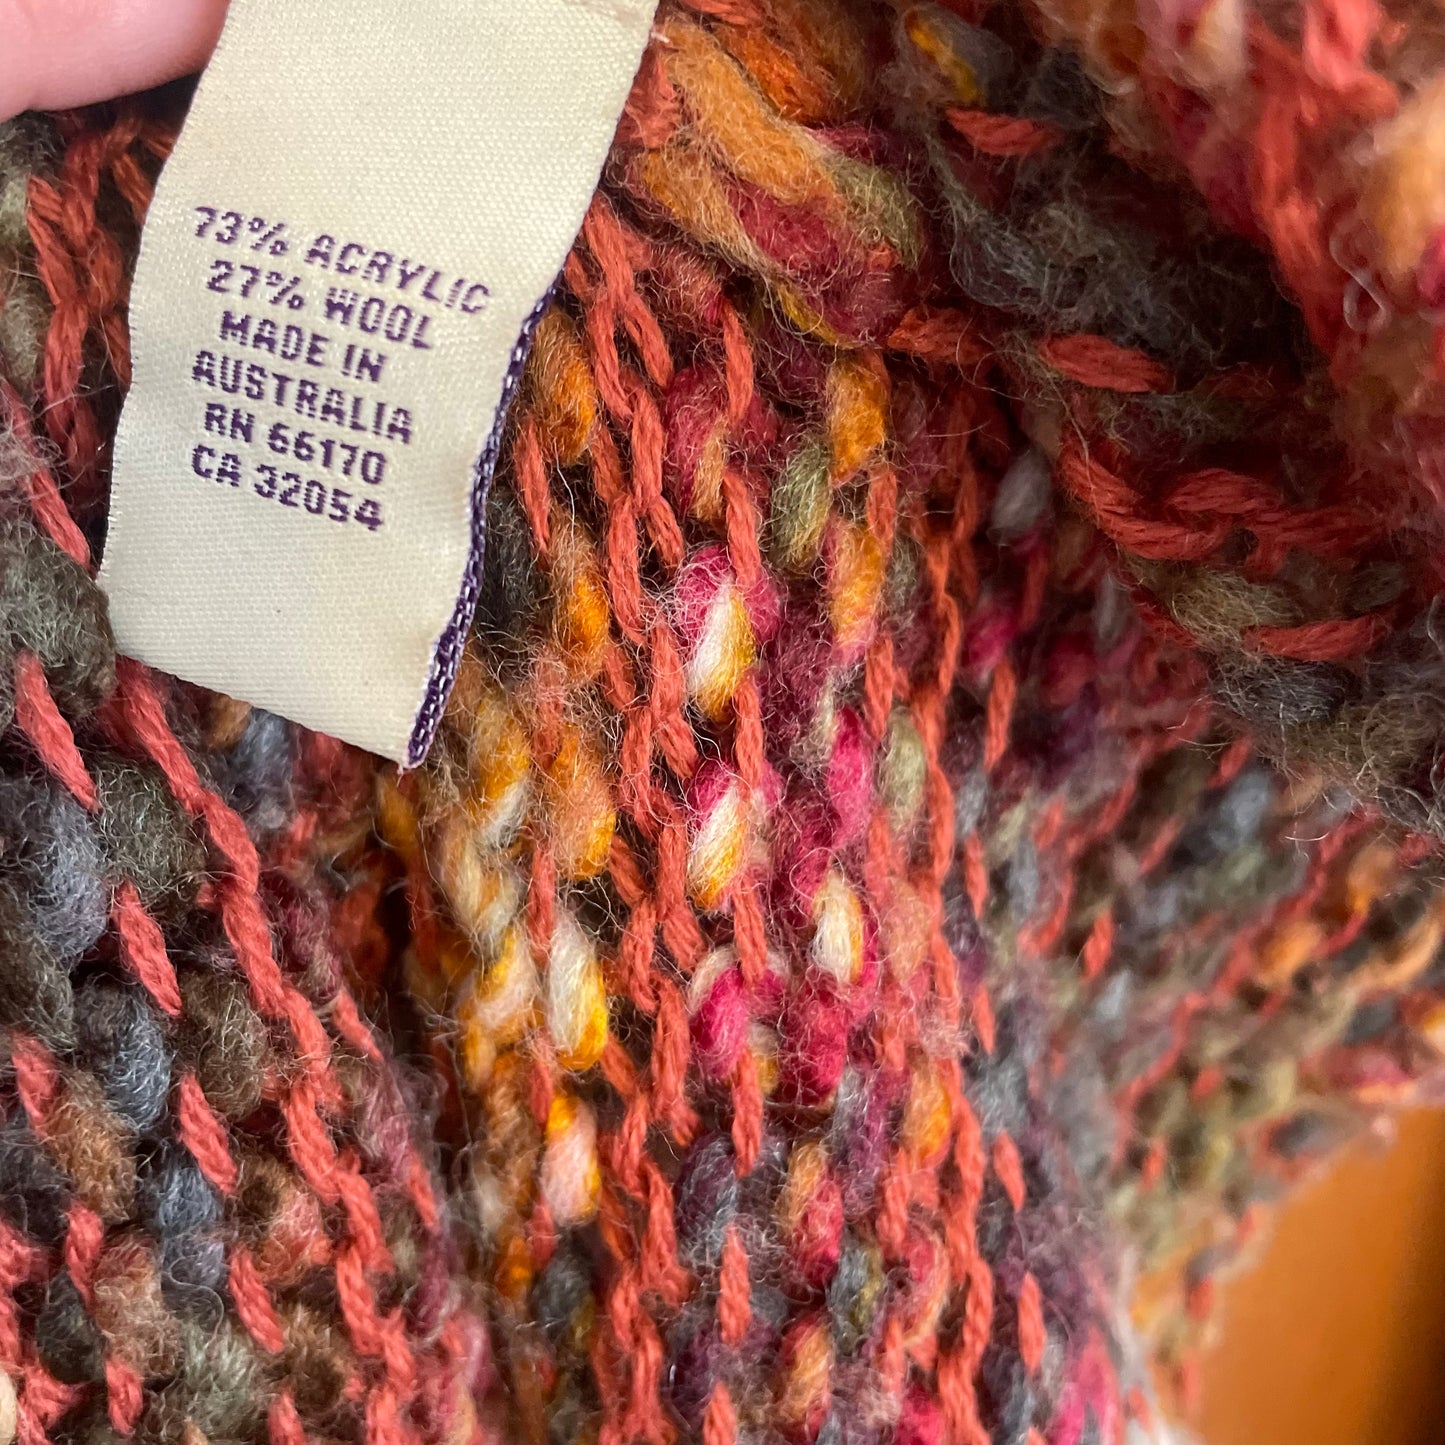 73% ACRYLIC
27% WOOL
MADE IN
AUSTRALIA
RN 66170
CA 32054